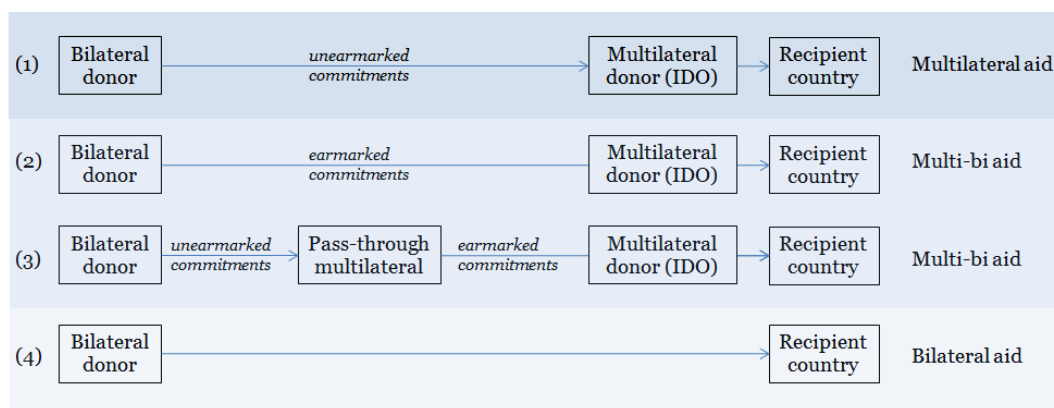 (1) Bilateral donor unearmarked commitments Multilateral donor (IDO) Recipient country Multilateral aid
(2) Bilateral donor earmarked commitments Multilateral donor (IDO) Recipient country Multi-bi aid
(3) Bilateral donor unearmarked commitments Pass-through multilateral earmarked commitments Multilateral donor (IDO) Recipient country Multi-bi aid
(4) Bilateral donor Recipient country Bilateral aid